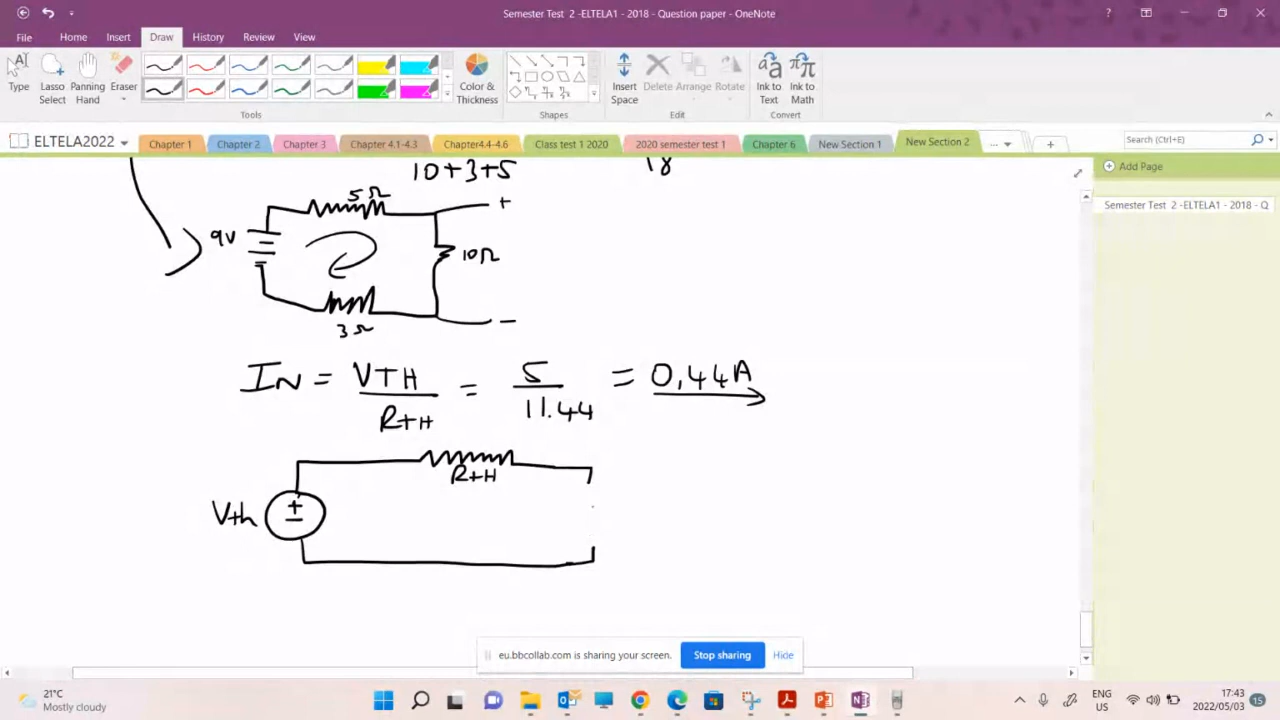 Semester Test 2 -ELTELA1 - 2018 - Question paper - OneNote
File Home Insert Draw History Review View
Type Lasso Select Panning Hand Eraser Color & Thickness Insert Space Delete Arrange Rotate Ink to Text Ink to Math
Tools Shapes Edit Convert
ELTELA2022 Chapter 1 Chapter 2 Chapter 3 Chapter 4.1-4.3 Chapter4.4-4.6 Class test 1 2020 2020 semester test 1 Chapter 6 New Section 1 New Section 2 ... Search (Ctrl+E)
Add Page
Semester Test 2 -ELTELA1 - 2018 - Q
10+3+5 18
5Ω +
9V 10Ω
3Ω −
IN = VTH / RTH = 5 / 11.44 = 0,44A
RTH
Vth + −
eu.bbcollab.com is sharing your screen. Stop sharing Hide
21°C ENG 17:43
Mostly cloudy US 2022/05/03